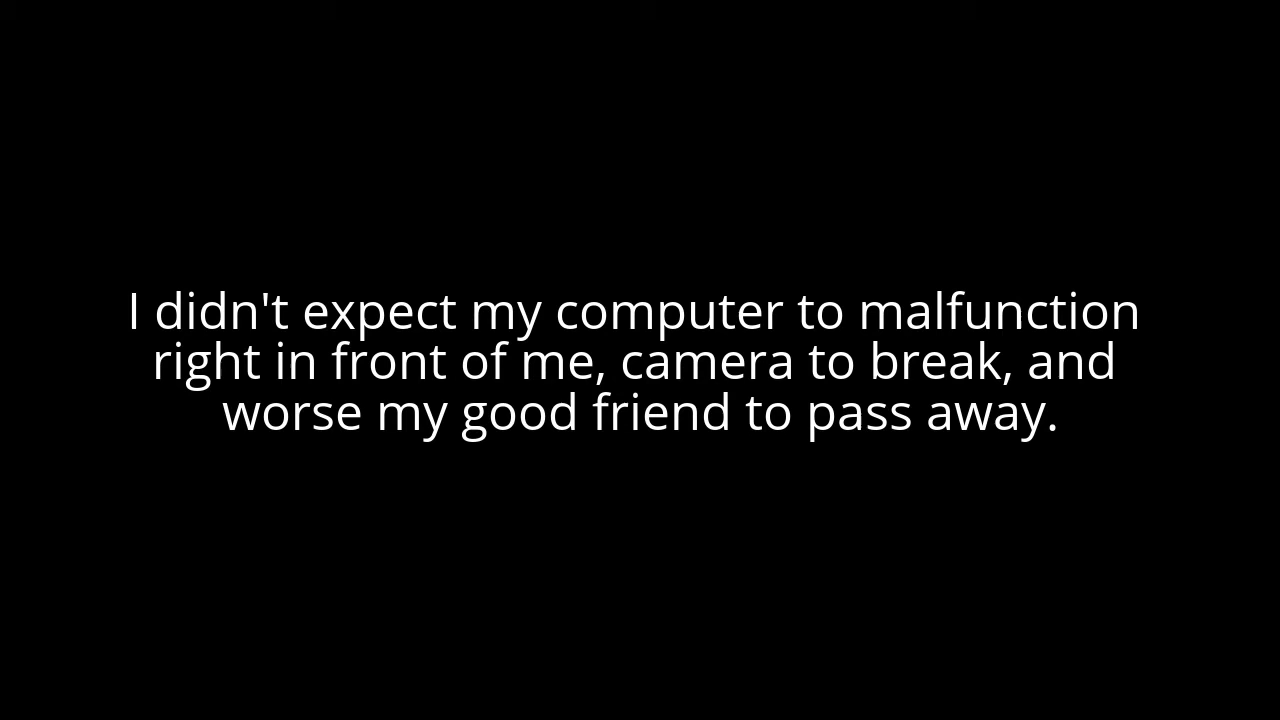 I didn't expect my computer to malfunction
right in front of me, camera to break, and
worse my good friend to pass away.